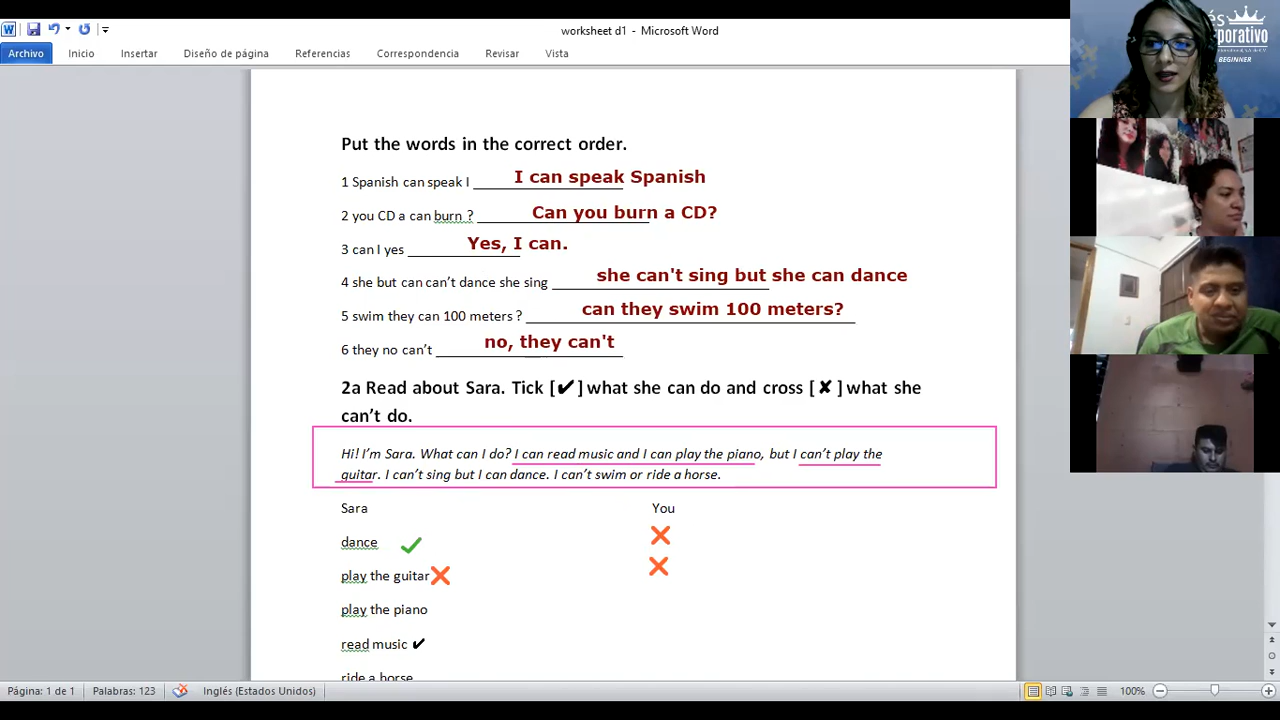 worksheet d1 - Microsoft Word
Archivo Inicio Insertar Diseño de página Referencias Correspondencia Revisar Vista
Put the words in the correct order.
1 Spanish can speak I ____ I can speak Spanish
2 you CD a can burn ? ____ Can you burn a CD?
3 can I yes ____ Yes, I can.
4 she but can can't dance she sing ____ she can't sing but she can dance
5 swim they can 100 meters ? ____ can they swim 100 meters?
6 they no can't ____ no, they can't
2a Read about Sara. Tick [✔] what she can do and cross [✘] what she
can't do.
Hi! I'm Sara. What can I do? I can read music and I can play the piano, but I can't play the
guitar. I can't sing but I can dance. I can't swim or ride a horse.
Sara You
dance ✔ ✘
play the guitar ✘ ✘
play the piano
read music ✔
ride a horse
Página: 1 de 1 Palabras: 123 Inglés (Estados Unidos) 100%
BEGINNER